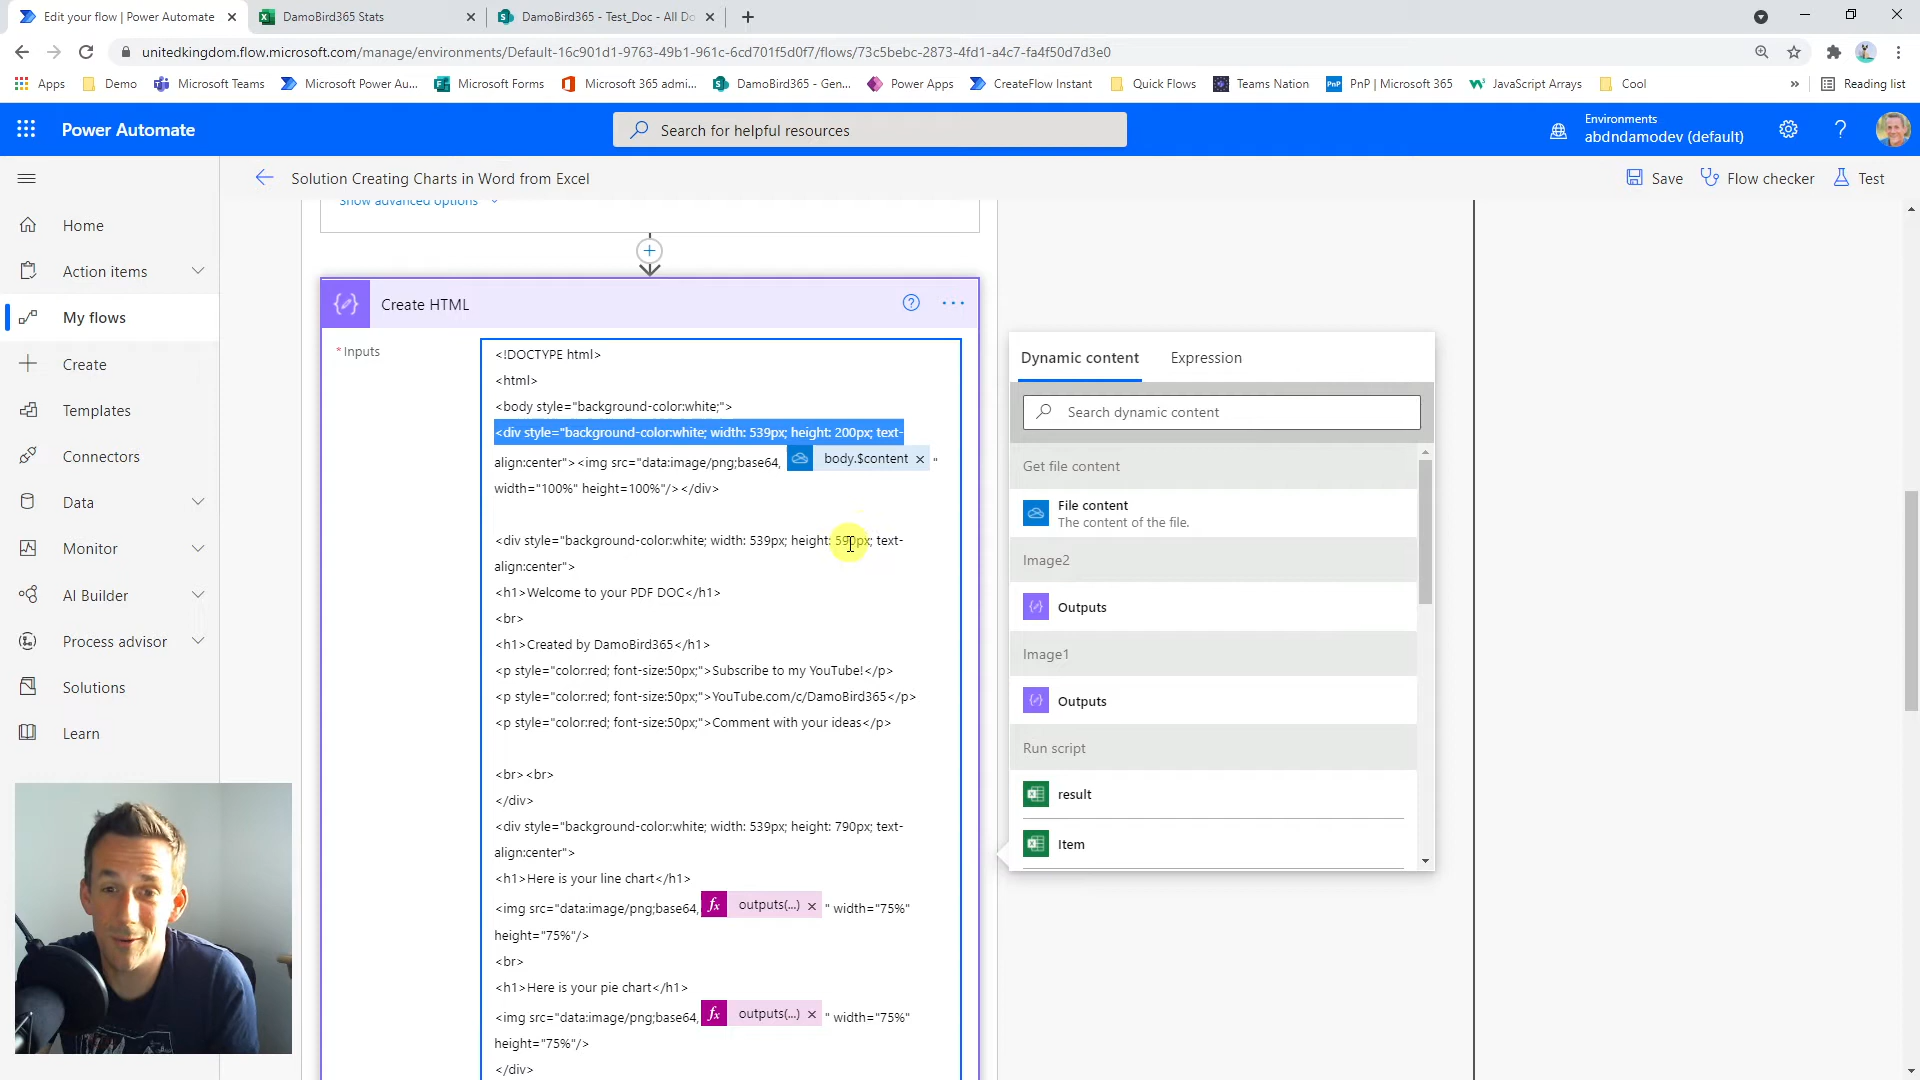 Edit your flow | Power Automate
DamoBird365 Stats
DamoBird365 - Test_Doc - All Do
unitedkingdom.flow.microsoft.com/manage/environments/Default-16c901d1-9763-49b1-961c-6cd701f5d0f7/flows/73c5bebc-2873-4fd1-a4c7-fa4f50d7d3e0
Apps
Demo
Microsoft Teams
Microsoft Power Au...
Microsoft Forms
Microsoft 365 admi...
DamoBird365 - Gen...
Power Apps
CreateFlow Instant
Quick Flows
Teams Nation
PnP | Microsoft 365
JavaScript Arrays
Cool
»
Reading list
Power Automate
Search for helpful resources
Environments
abdndamodev (default)
Solution Creating Charts in Word from Excel
Save
Flow checker
Test
Home
Action items
My flows
Create
Templates
Connectors
Data
Monitor
AI Builder
Process advisor
Solutions
Learn
Show advanced options
Create HTML
* Inputs
<!DOCTYPE html>
<html>
<body style="background-color:white;">
<div style="background-color:white; width: 539px; height: 200px; text-
align:center"><img src="data:image/png;base64, body.$content × "
width="100%" height=100%"/></div>
<div style="background-color:white; width: 539px; height: 590px; text-
align:center">
<h1>Welcome to your PDF DOC</h1>
<br>
<h1>Created by DamoBird365</h1>
<p style="color:red; font-size:50px;">Subscribe to my YouTube!</p>
<p style="color:red; font-size:50px;">YouTube.com/c/DamoBird365</p>
<p style="color:red; font-size:50px;">Comment with your ideas</p>
<br><br>
</div>
<div style="background-color:white; width: 539px; height: 790px; text-
align:center">
<h1>Here is your line chart</h1>
<img src="data:image/png;base64, fx outputs(...) × " width="75%"
height="75%"/>
<br>
<h1>Here is your pie chart</h1>
<img src="data:image/png;base64, fx outputs(...) × " width="75%"
height="75%"/>
</div>
Dynamic content
Expression
Search dynamic content
Get file content
File content
The content of the file.
Image2
Outputs
Image1
Outputs
Run script
result
Item